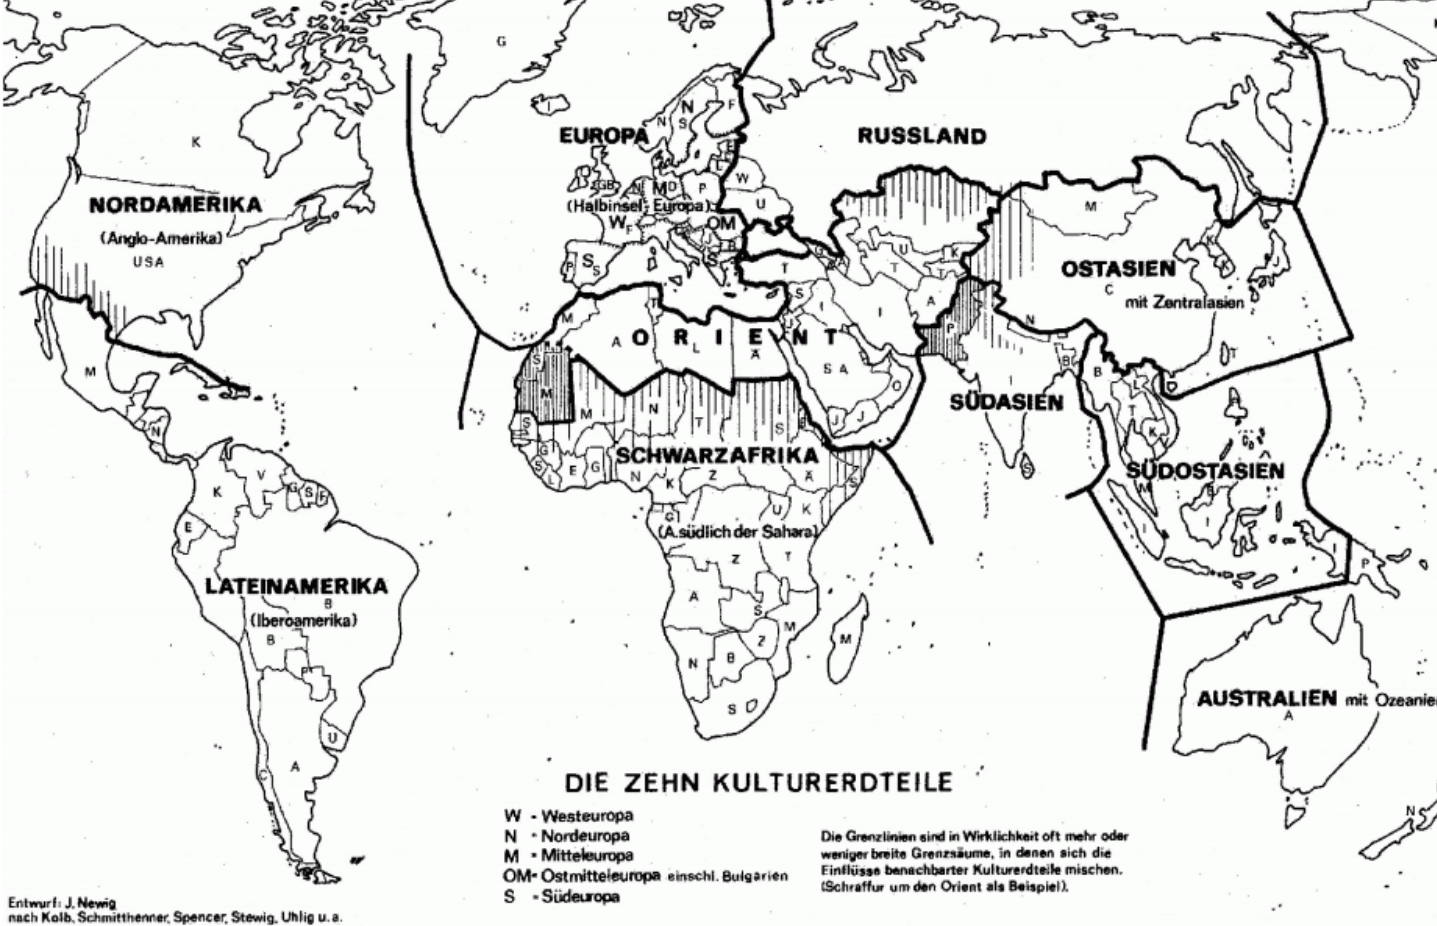 G
I
N
N
S
F
EUROPA
RUSSLAND
K
E
L
W
GB
N
M
D
P
U
M
NORDAMERIKA
(Halbinsel-Europa)
(Anglo-Amerika)
W
F
OM
B
USA
P
S
S
S
T
G
A
U
T
K
OSTASIEN
C
mit Zentralasien
K
K
J
M
T
S
I
I
A
P
N
A
ORIENT
L
Ä
J
SA
O
J
J
S
M
M
M
N
T
S
I
B
B
L
T
K
T
SÜDASIEN
S
N
SCHWARZAFRIKA
SÜDOSTASIEN
G
S
L
E
G
N
K
Z
Ä
S
M
B
I
I
V
K
G
S
F
E
G
U
K
(A.südlich der Sahara)
Z
T
I
P
LATEINAMERIKA
B
(Iberoamerika)
B
A
S
M
Z
N
B
M
S
AUSTRALIEN mit Ozeanien
A
U
A
C
N
DIE ZEHN KULTURERDTEILE
W - Westeuropa
N - Nordeuropa
M - Mitteleuropa
OM- Ostmitteleuropa einschl. Bulgarien
S - Südeuropa
Die Grenzlinien sind in Wirklichkeit oft mehr oder
weniger breite Grenzsäume, in denen sich die
Einflüsse benachbarter Kulturerdteile mischen.
(Schraffur um den Orient als Beispiel).
Entwurf: J. Newig
nach Kolb, Schmitthenner, Spencer, Stewig, Uhlig u. a.